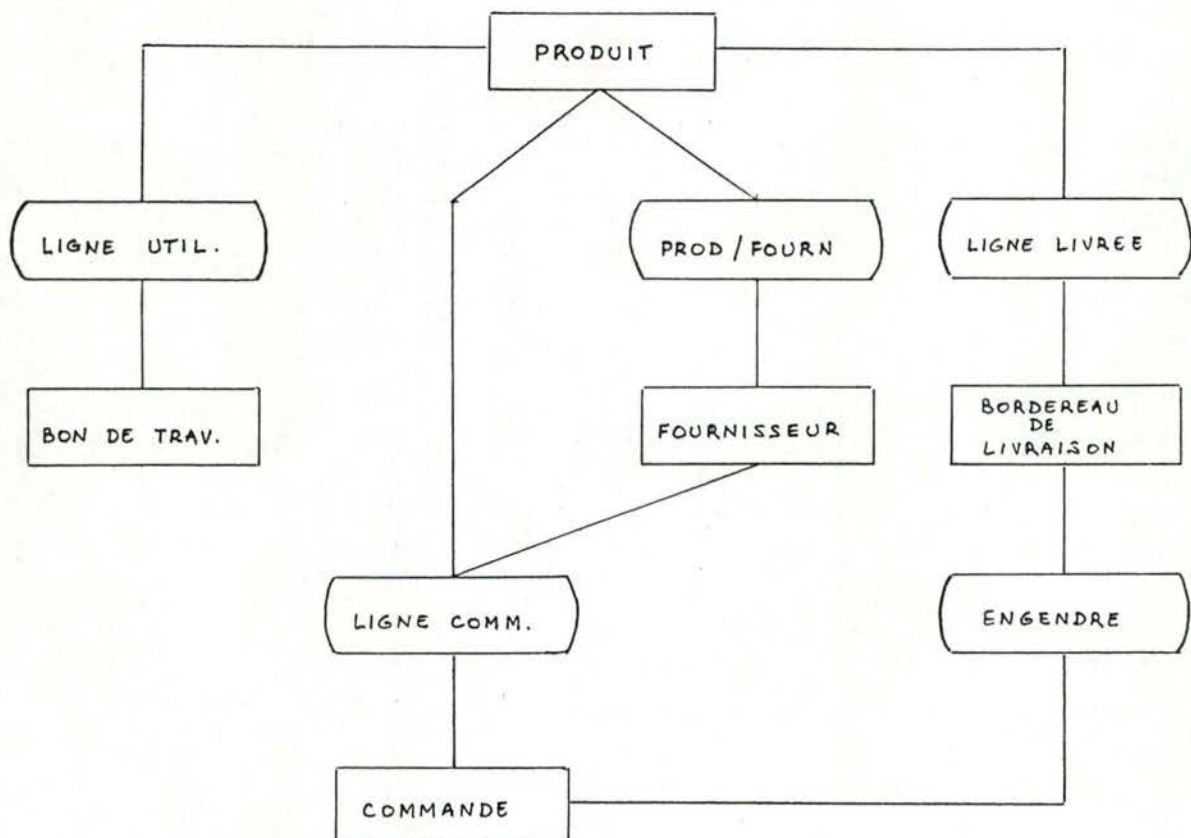 PRODUIT
LIGNE UTIL.
PROD/FOURN
LIGNE LIVREE
BON DE TRAV.
FOURNISSEUR
BORDEREAU
DE
LIVRAISON
LIGNE COMM.
ENGENDRE
COMMANDE